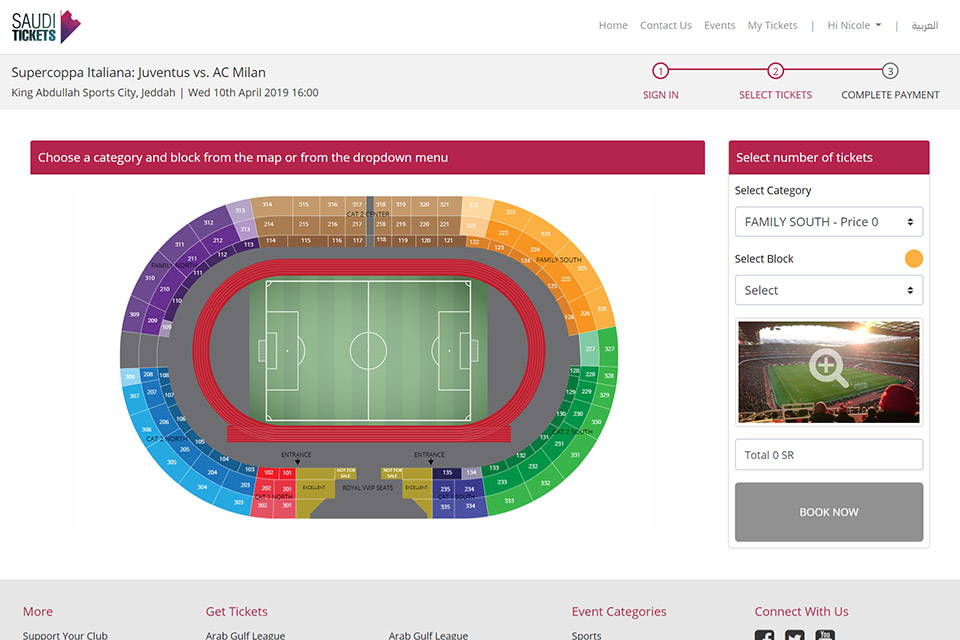 SAUDI
TICKETS
Home Contact Us Events My Tickets | Hi Nicole | العربية
Supercoppa Italiana: Juventus vs. AC Milan
King Abdullah Sports City, Jeddah | Wed 10th April 2019 16:00
1 2 3
SIGN IN SELECT TICKETS COMPLETE PAYMENT
Choose a category and block from the map or from the dropdown menu
313 314 315 316 317 318 319 320 321 322 323
CAT 2 CENTER
312 213 214 215 216 217 218 219 220 221 222 223 324
311 212 113 114 115 116 117 118 119 120 121 122 123 224
FAMILY NORTH 211 112 124 FAMILY SOUTH
310 210 111 125 225 325
309 209 110 109 126 226 326
227 327
308 208 108 128 228 328
307 207 107 229 329
306 206 106 130 230 330
CAT 2 NORTH 105 131 231 CAT 2 SOUTH
305 205 104 132 232 332
304 204 103 133 233 333
303 203
ENTRANCE ENTRANCE
102 101 NOT FOR SALE NOT FOR SALE 135 134
202 201 EXCELLENT ROYAL VVIP SEATS EXCELLENT 235 234
CAT 1 NORTH CAT 1 SOUTH
302 301 335 334
Select number of tickets
Select Category
FAMILY SOUTH - Price 0
Select Block
Select
Total 0 SR
BOOK NOW
More Get Tickets Event Categories Connect With Us
Support Your Club Arab Gulf League Arab Gulf League Sports
You